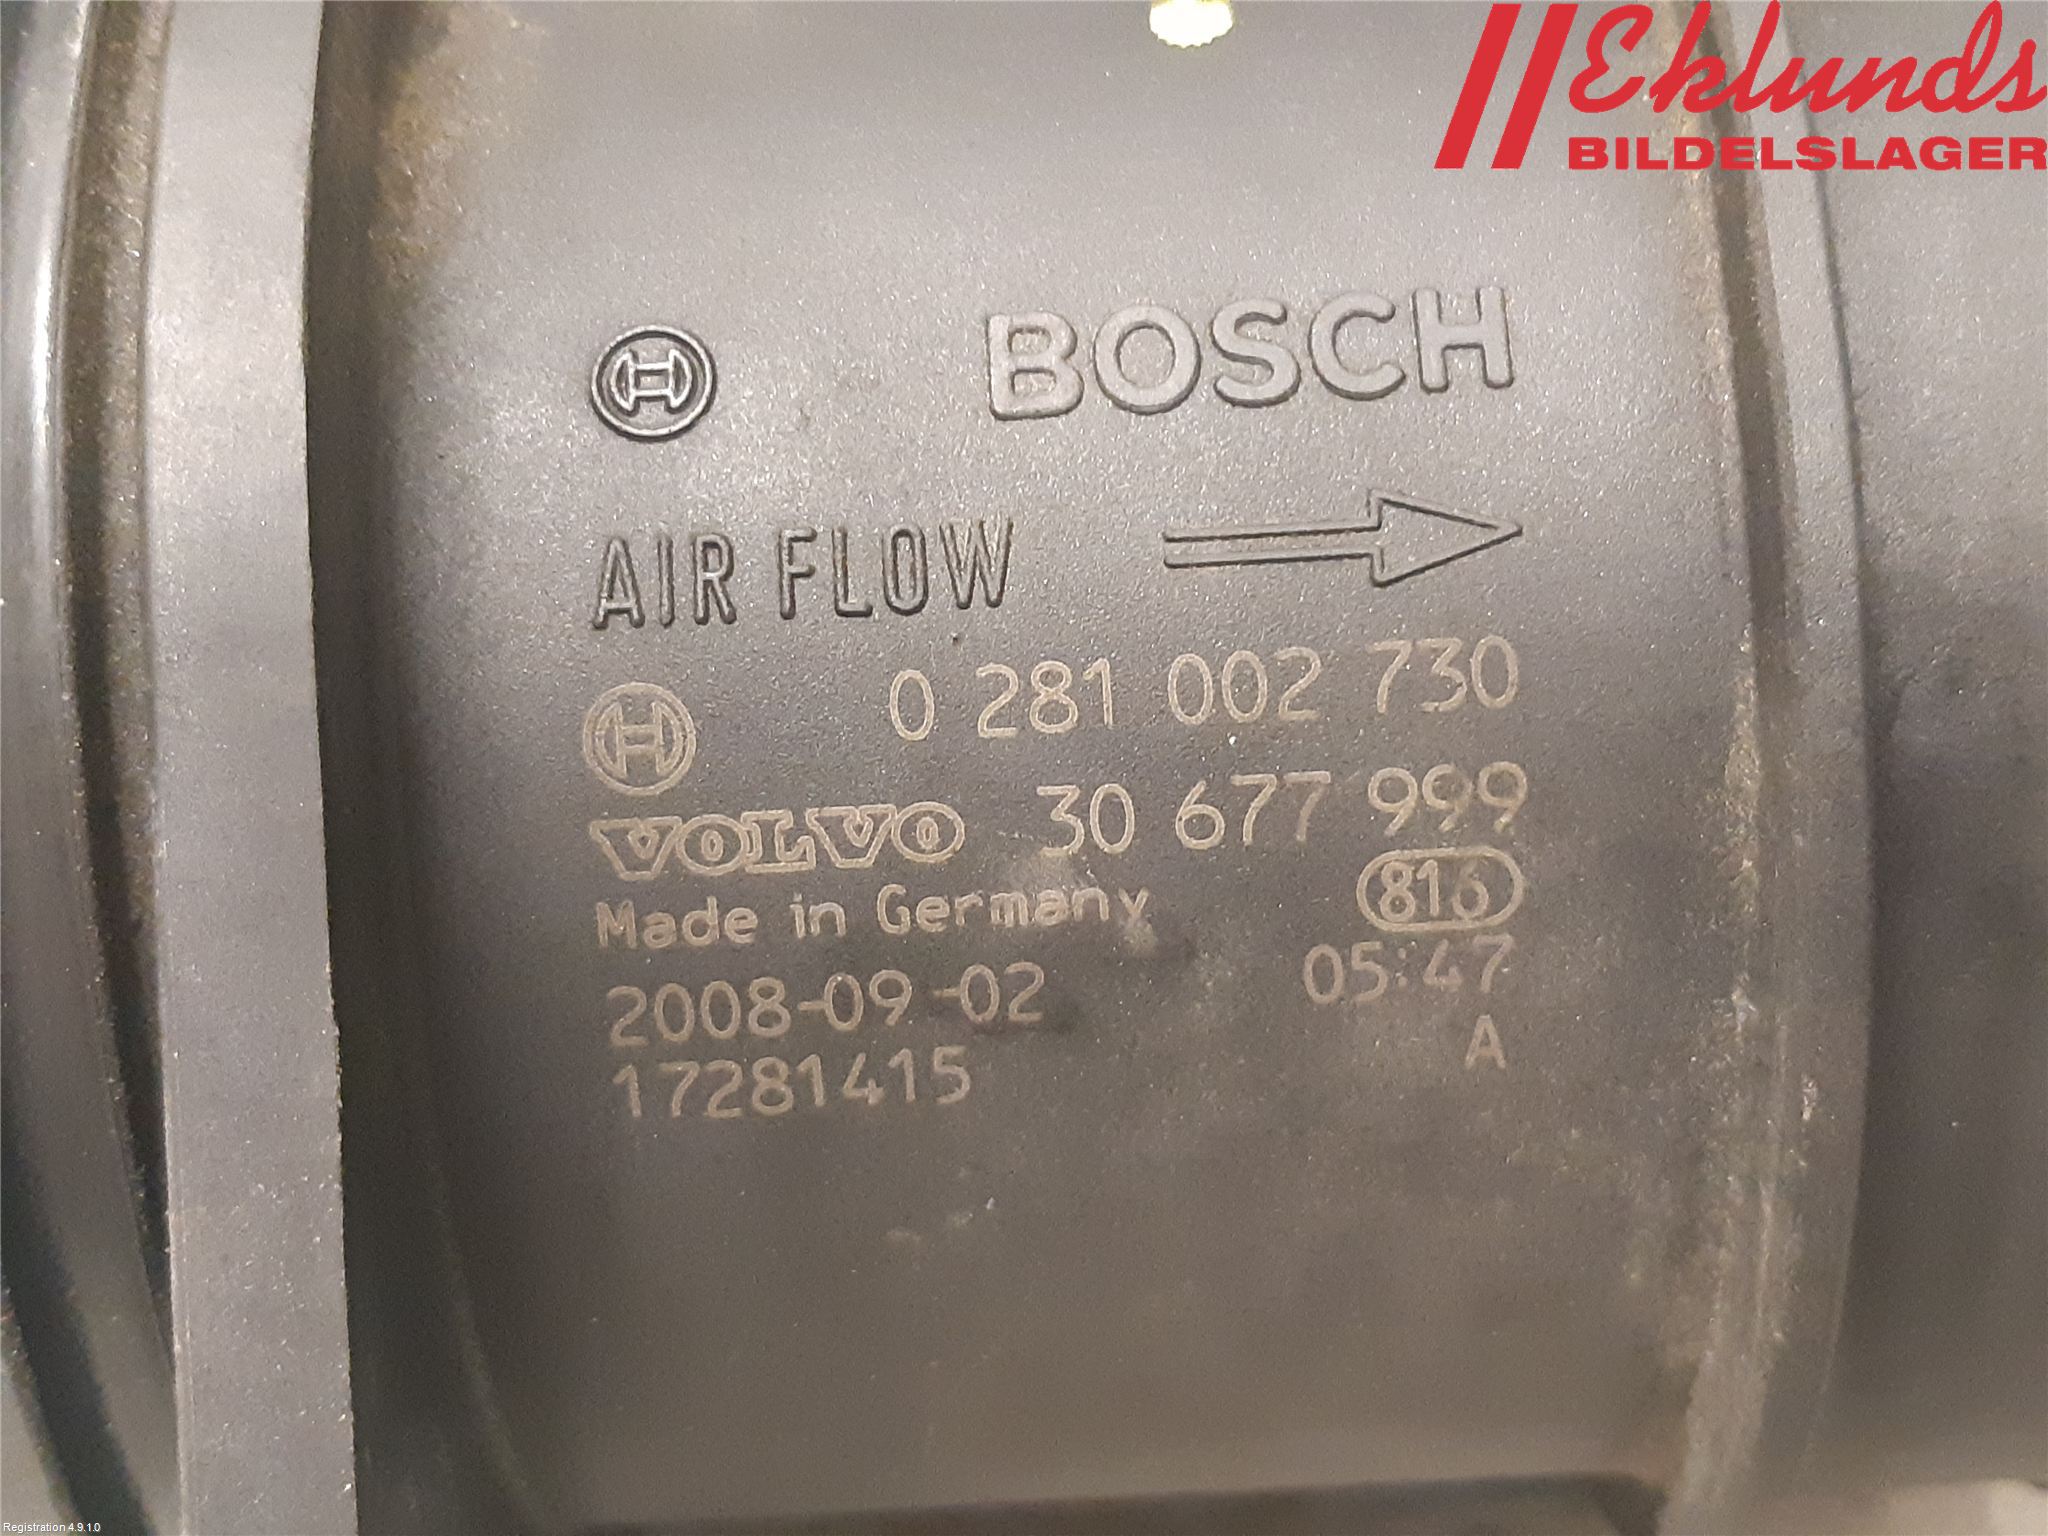 Eklunds
BILDELSLAGER
BOSCH
AIR FLOW
0 281 002 730
VOLVO 30 677 999
Made in Germany 816
2008-09-02 05:47
17281415 A
Registration 4.9.1.0